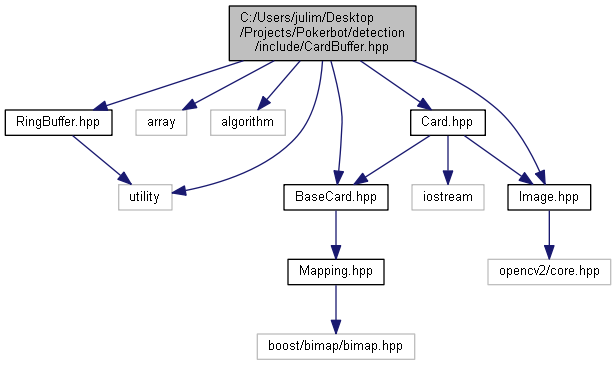 C:/Users/julim/Desktop
/Projects/Pokerbot/detection
/include/CardBuffer.hpp
RingBuffer.hpp
array
algorithm
Card.hpp
utility
BaseCard.hpp
iostream
Image.hpp
Mapping.hpp
opencv2/core.hpp
boost/bimap/bimap.hpp